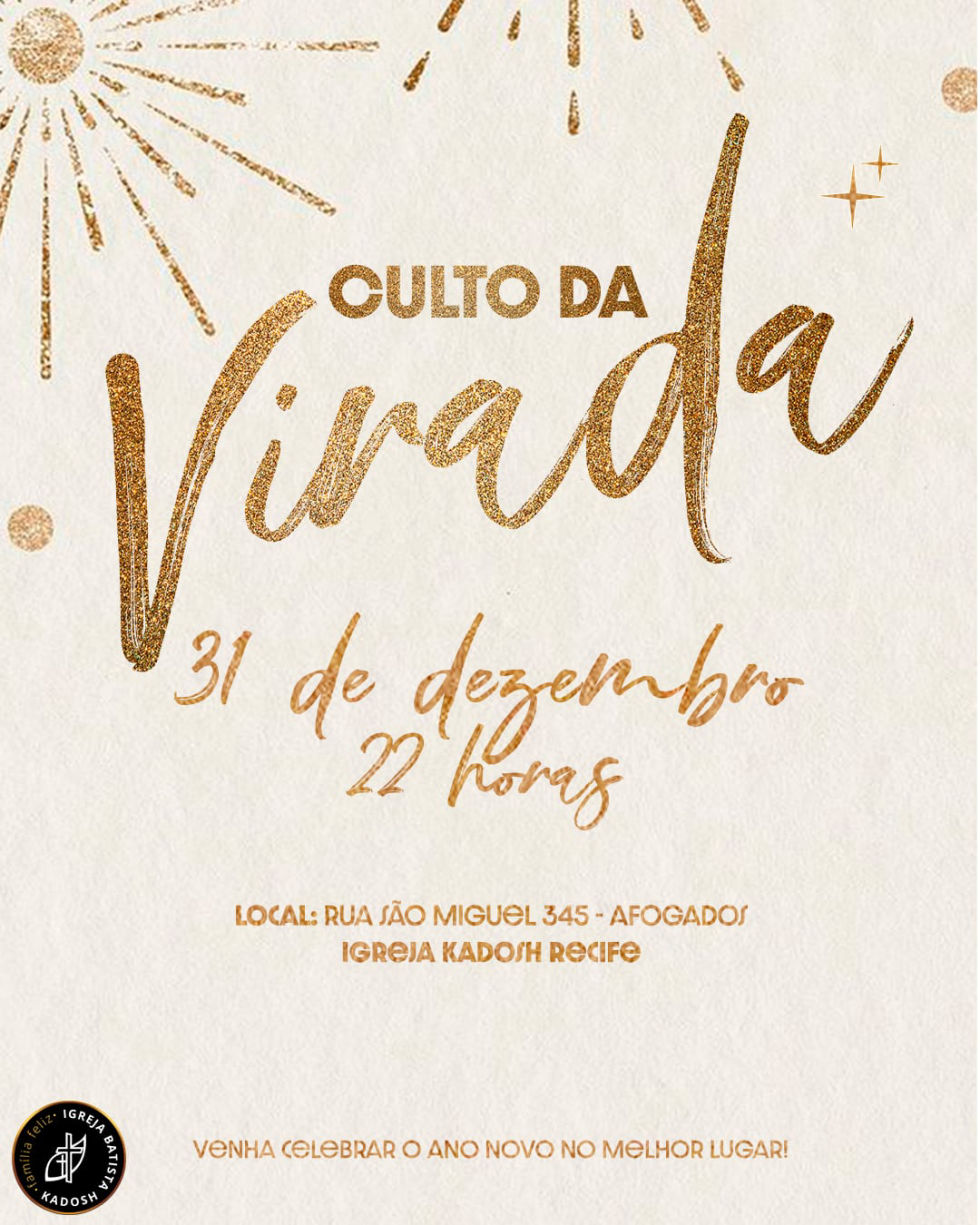 CULTO DA
Virada
31 de dezembro
22 horas
LOCAL: RUA SÃO MIGUEL 345 - AFOGADOS
IGREJA KADOSH RECIFE
VENHA CELEBRAR O ANO NOVO NO MELHOR LUGAR!
família feliz • IGREJA BATISTA KADOSH •